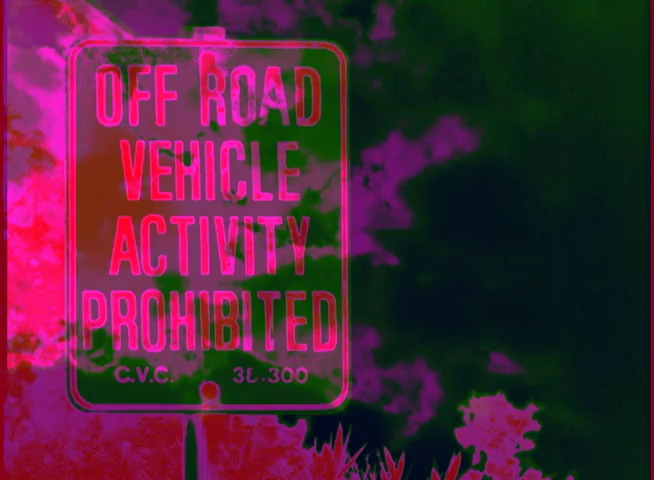 OFF ROAD
VEHICLE
ACTIVITY
PROHIBITED
C.V.C.